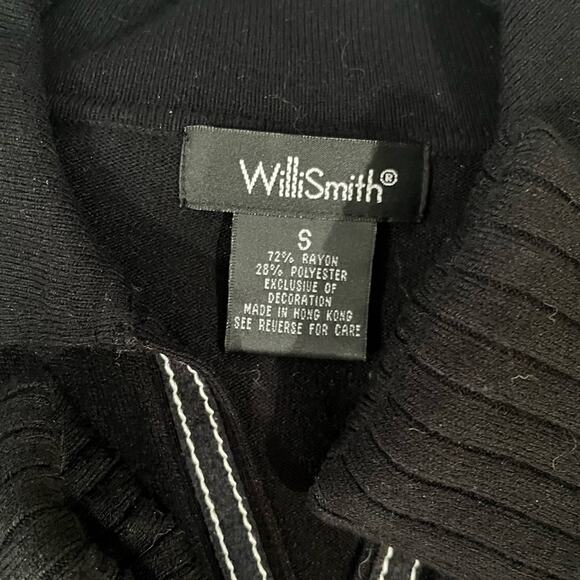 WilliSmith®
S
72% RAYON
28% POLYESTER
EXCLUSIVE OF
DECORATION
MADE IN HONG KONG
SEE REVERSE FOR CARE